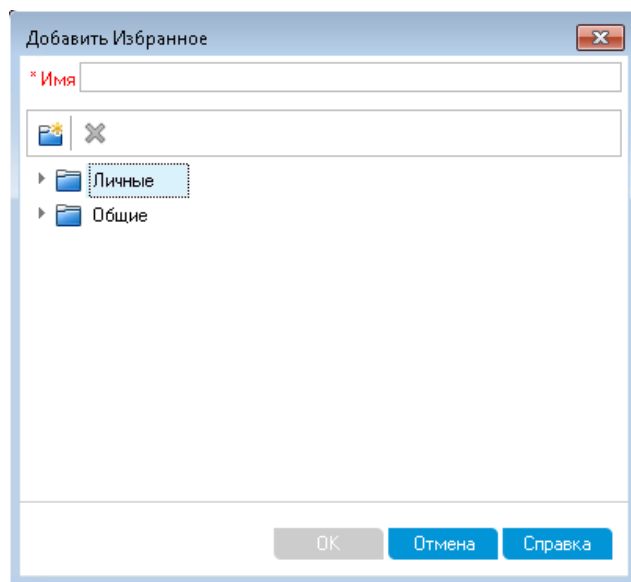 Добавить Избранное
* Имя
Личные
Общие
OK Отмена Справка